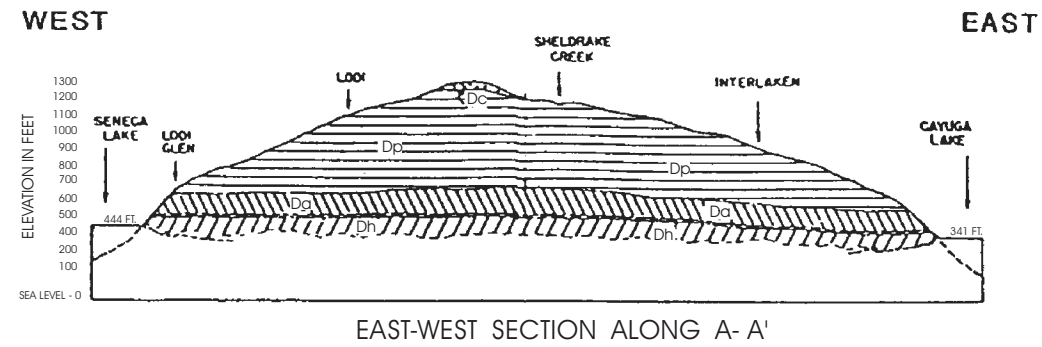 WEST
EAST
SHELDRAKE
CREEK
LODI
INTERLAKEN
SENECA
LAKE
LODI
GLEN
CAYUGA
LAKE
ELEVATION IN FEET
1300
1200
1100
1000
900
800
700
600
500
400
200
100
SEA LEVEL - 0
444 FT.
341 FT.
Dc
Dp
Dp
Da
Da
Dh
Dh
EAST-WEST SECTION ALONG A- A'